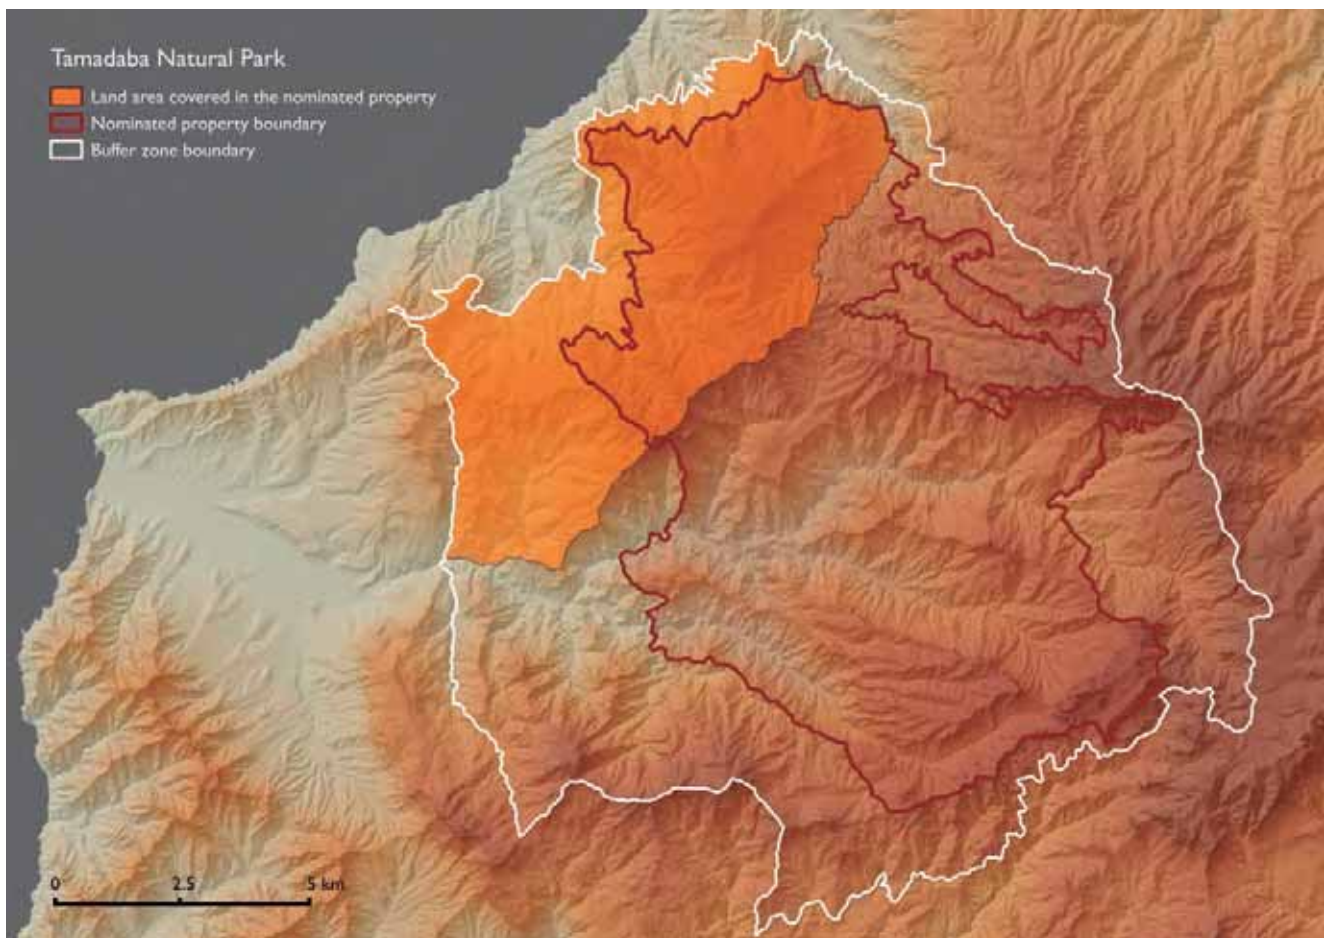 Tamadaba Natural Park
Land area covered in the nominated property
Nominated property boundary
Buffer zone boundary
0 2.5 5 km